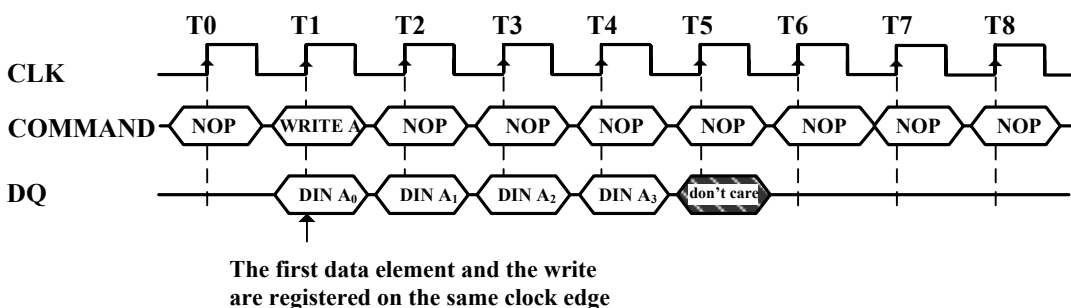 T0 T1 T2 T3 T4 T5 T6 T7 T8
CLK
COMMAND NOP WRITE A NOP NOP NOP NOP NOP NOP NOP
DQ DIN A₀ DIN A₁ DIN A₂ DIN A₃ don't care
The first data element and the write
are registered on the same clock edge